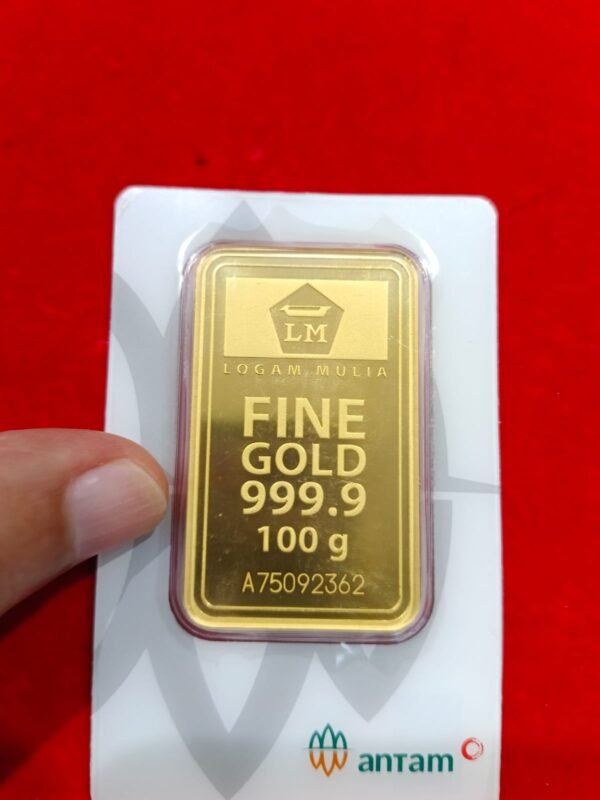 LM
LOGAM MULIA
FINE
GOLD
999.9
100 g
A75092362
antam